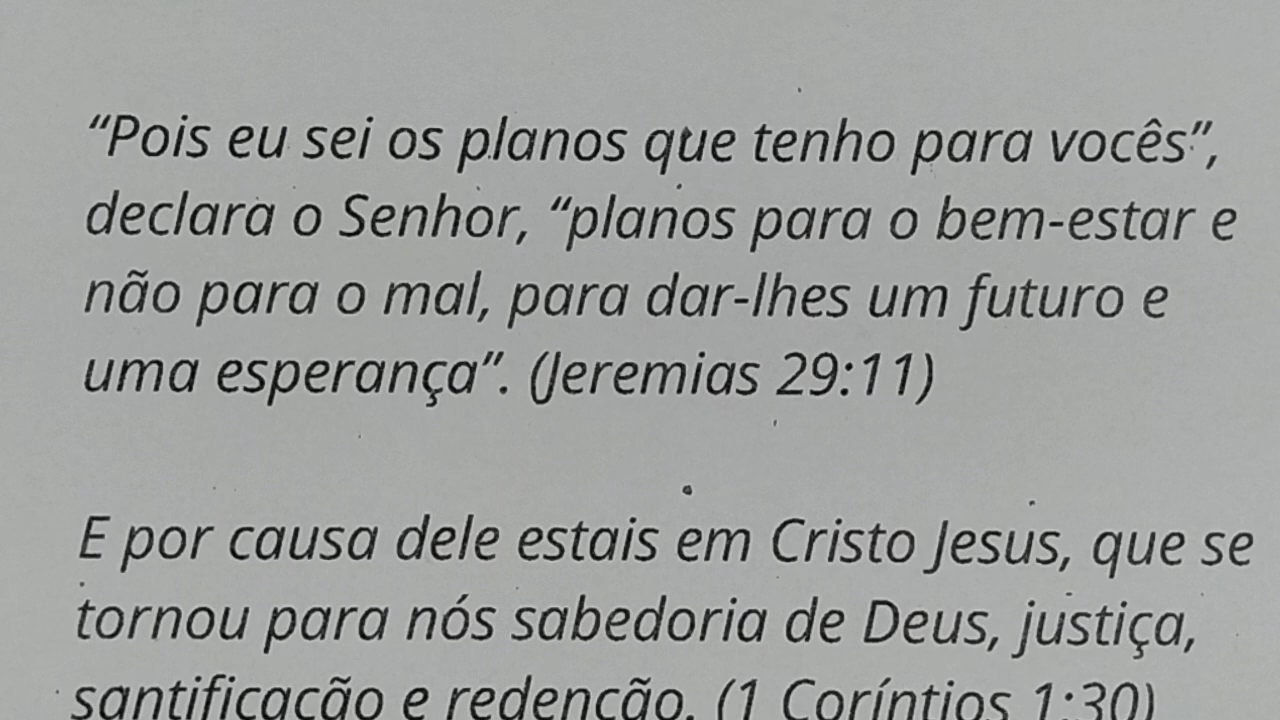 “Pois eu sei os planos que tenho para vocês”,
declara o Senhor, “planos para o bem-estar e
não para o mal, para dar-lhes um futuro e
uma esperança”. (Jeremias 29:11)
E por causa dele estais em Cristo Jesus, que se
tornou para nós sabedoria de Deus, justiça,
santificação e redenção. (1 Coríntios 1:30)